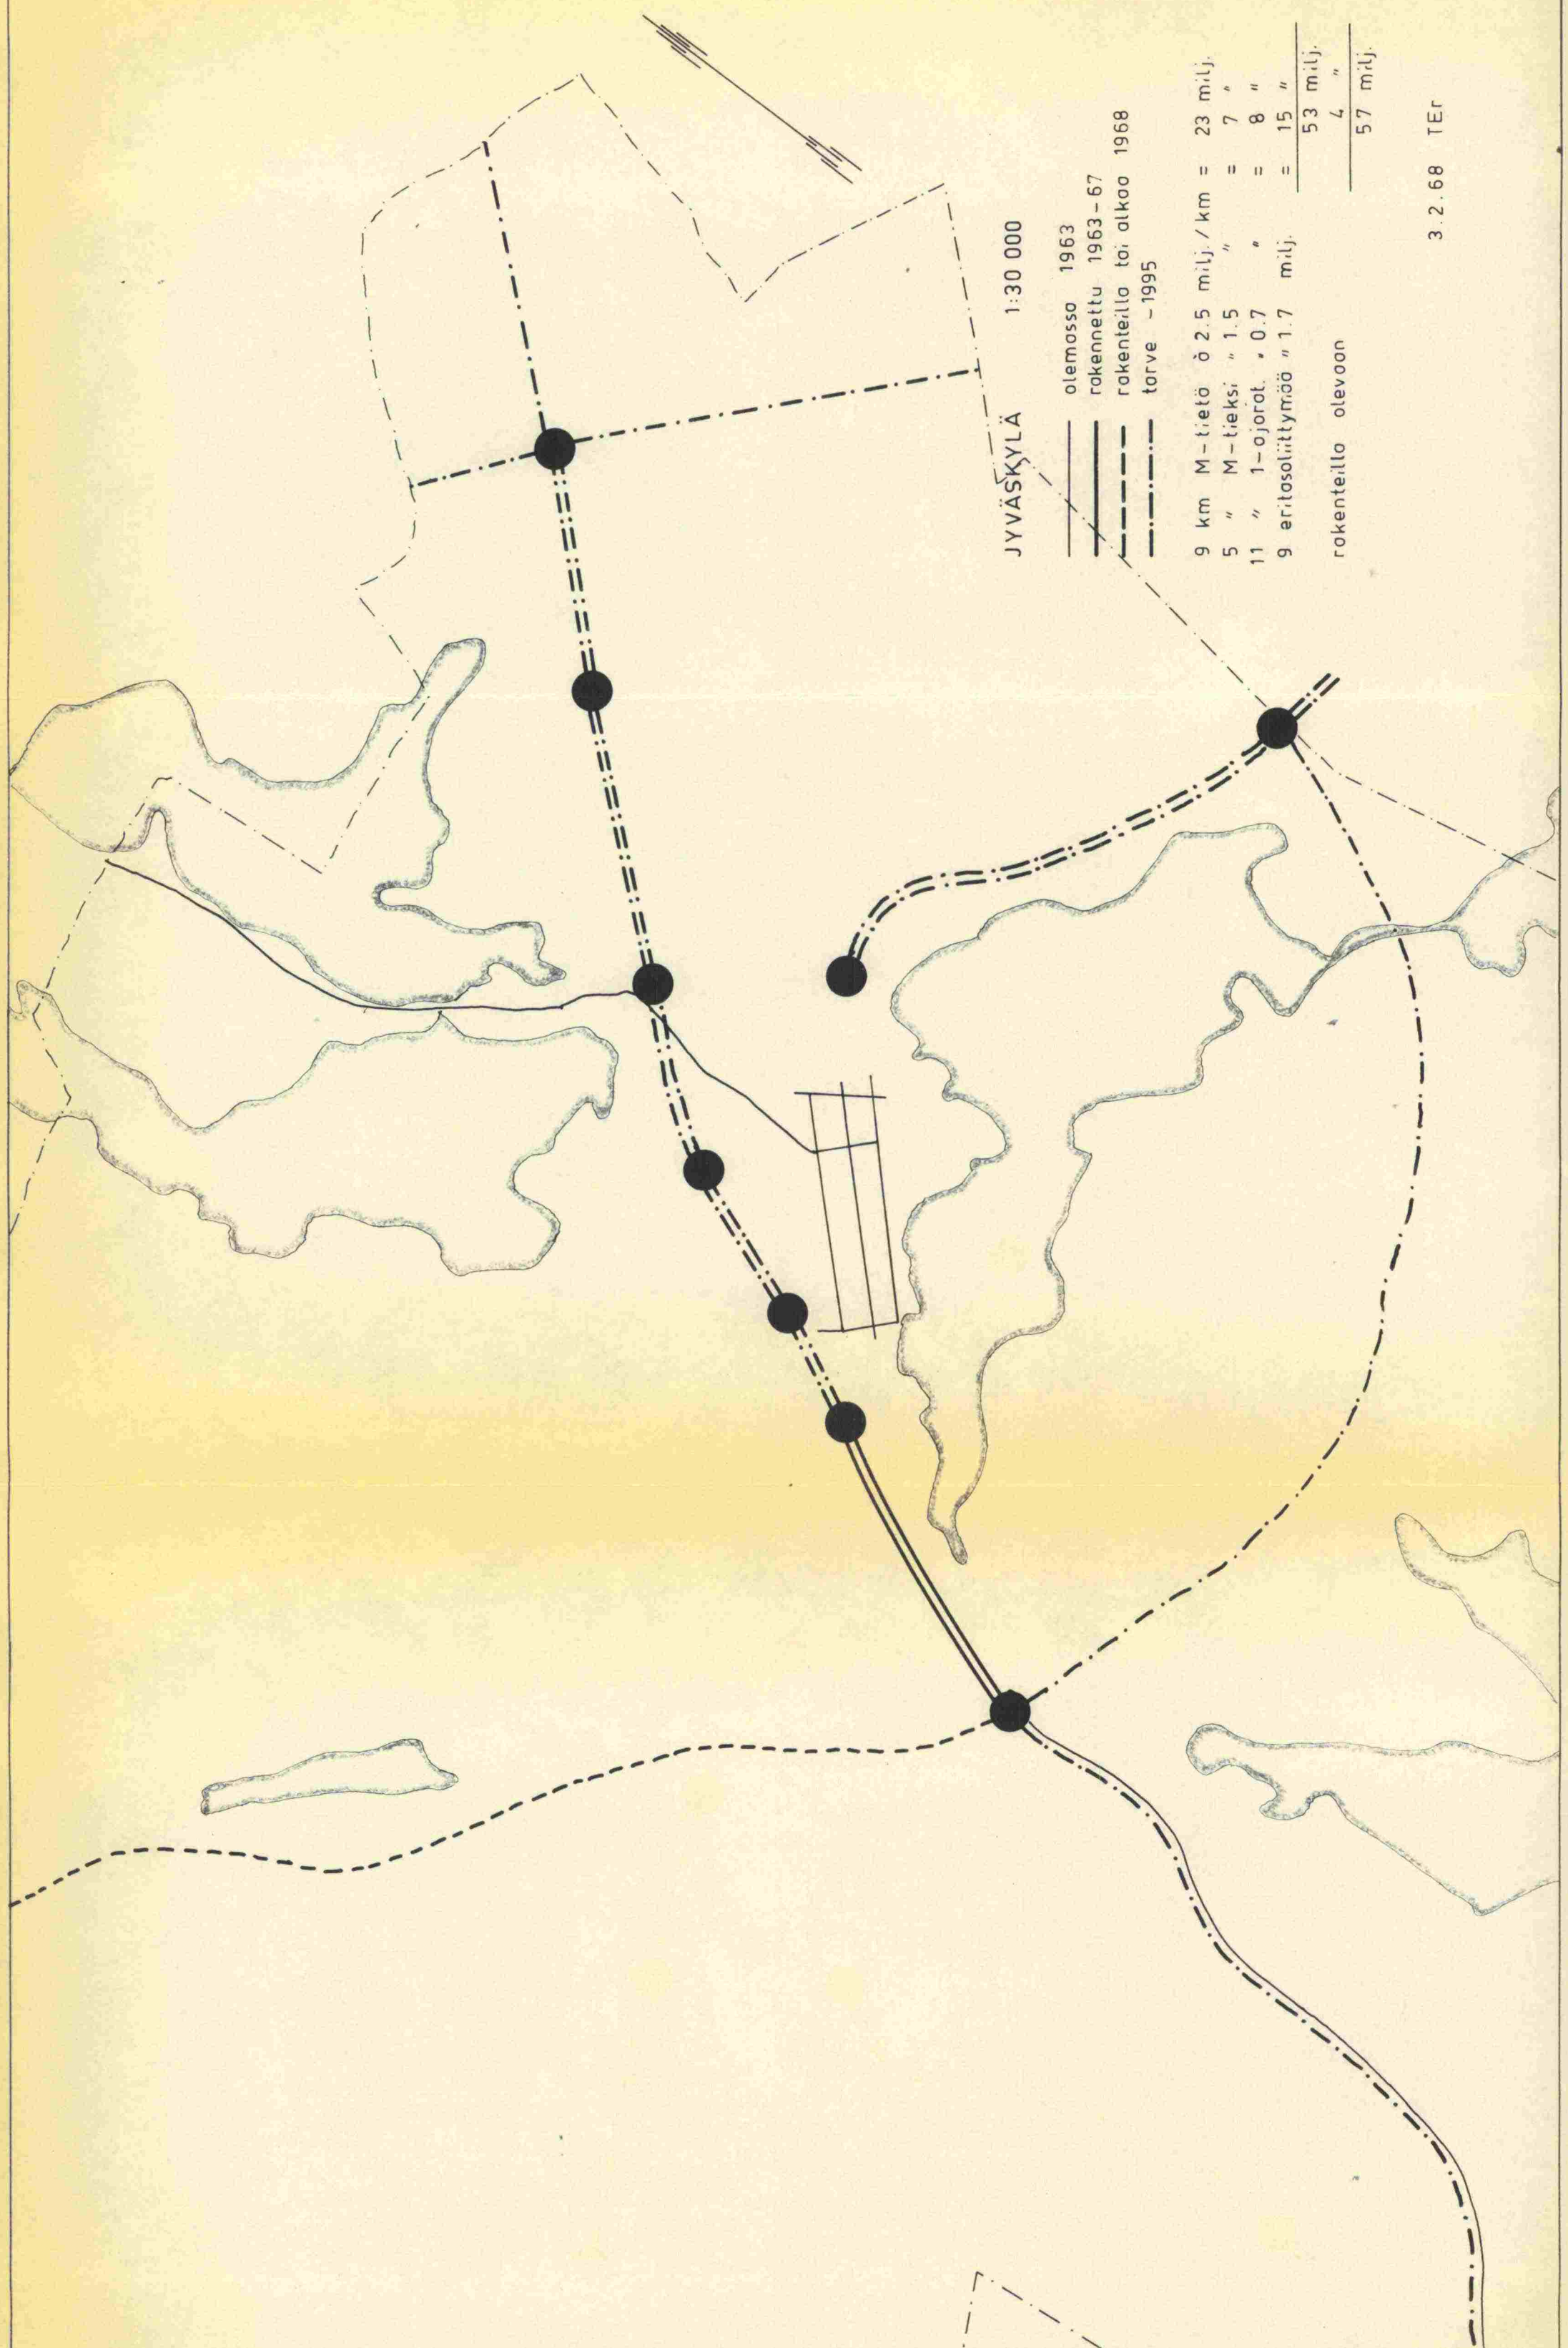 JYVÄSKYLÄ 1:30 000
olemassa 1963
rakennettu 1963-67
rakenteilla tai alkaa 1968
tarve -1995
9 km M-tietä à 2.5 milj./km = 23 milj.
5 " M-tieksi " 1.5 " = 7 "
11 " 1-ajorat. " 0.7 " = 8 "
9 eritasoliittymää " 1.7 milj. = 15 "
53 milj.
rakenteilla olevaan 4 "
57 milj.
3.2.68 TEr